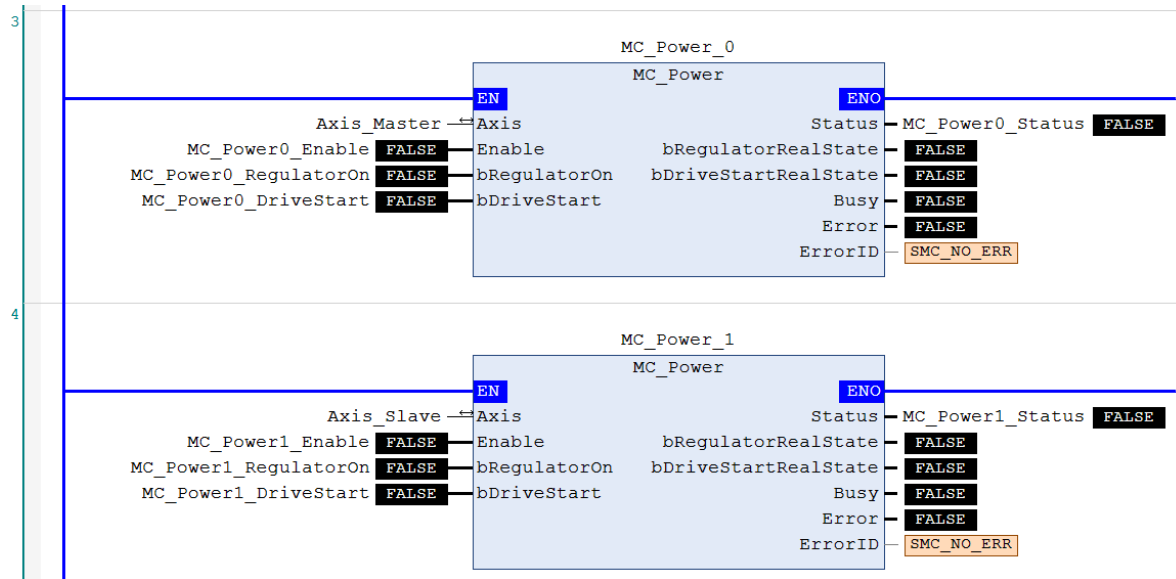 3
MC_Power_0
MC_Power
EN ENO
Axis_Master Axis Status MC_Power0_Status FALSE
MC_Power0_Enable FALSE Enable bRegulatorRealState FALSE
MC_Power0_RegulatorOn FALSE bRegulatorOn bDriveStartRealState FALSE
MC_Power0_DriveStart FALSE bDriveStart Busy FALSE
Error FALSE
ErrorID SMC_NO_ERR
4
MC_Power_1
MC_Power
EN ENO
Axis_Slave Axis Status MC_Power1_Status FALSE
MC_Power1_Enable FALSE Enable bRegulatorRealState FALSE
MC_Power1_RegulatorOn FALSE bRegulatorOn bDriveStartRealState FALSE
MC_Power1_DriveStart FALSE bDriveStart Busy FALSE
Error FALSE
ErrorID SMC_NO_ERR